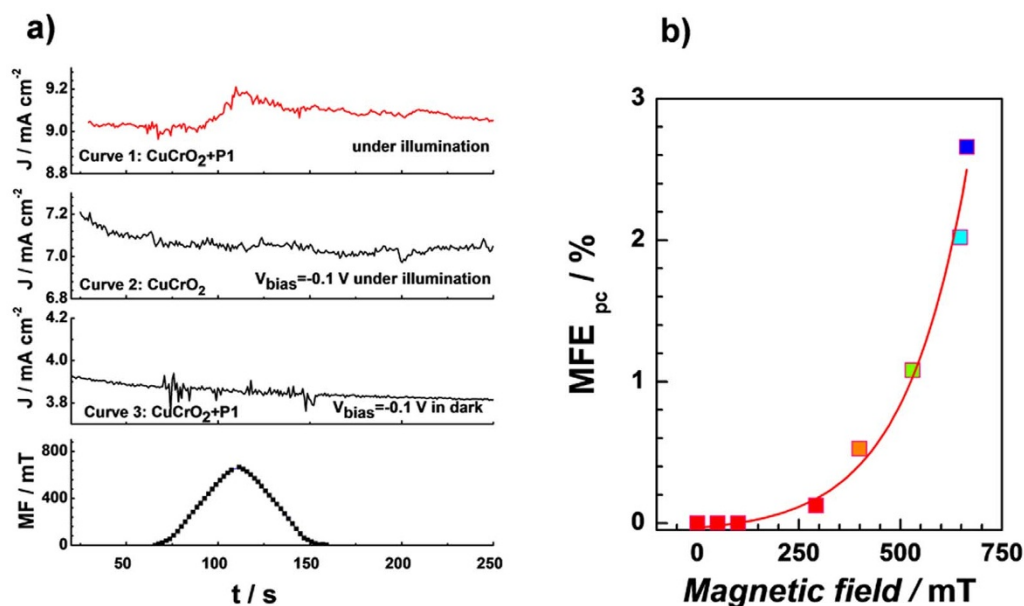 a)
J / mA cm⁻²
9.2
9.0
8.8
Curve 1: CuCrO₂+P1
under illumination
J / mA cm⁻²
7.2
7.0
6.8
Curve 2: CuCrO₂
V_bias=-0.1 V under illumination
J / mA cm⁻²
4.2
4.0
3.8
Curve 3: CuCrO₂+P1
V_bias=-0.1 V in dark
MF / mT
800
400
0
50 100 150 200 250
t / s
b)
MFE pc / %
3
2
1
0
0 250 500 750
Magnetic field / mT